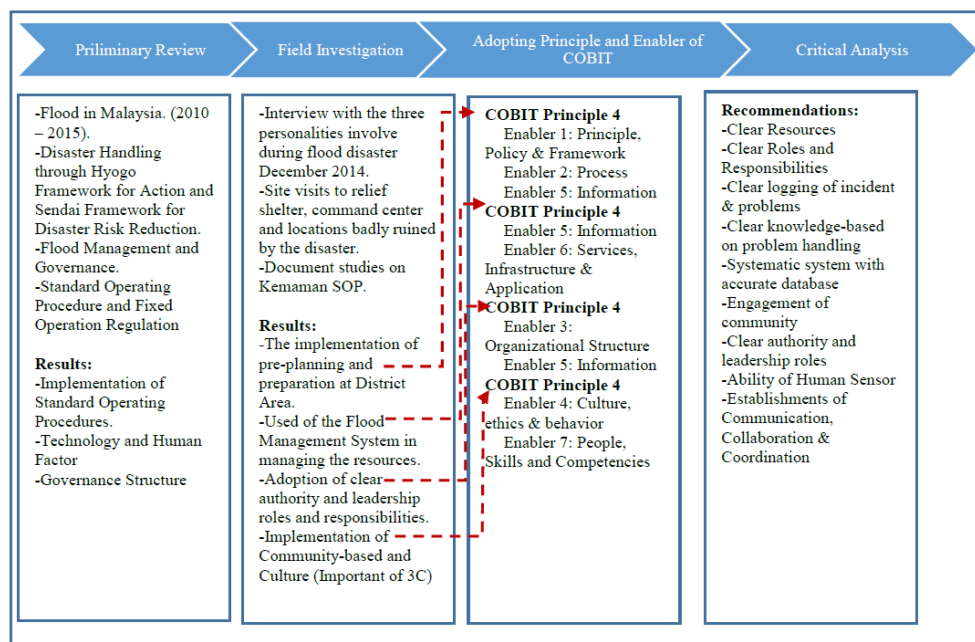 Priliminary Review
Field Investigation
Adopting Principle and Enabler of
COBIT
Critical Analysis
-Flood in Malaysia. (2010
– 2015).
-Disaster Handling
through Hyogo
Framework for Action and
Sendai Framework for
Disaster Risk Reduction.
-Flood Management and
Governance.
-Standard Operating
Procedure and Fixed
Operation Regulation
Results:
-Implementation of
Standard Operating
Procedures.
-Technology and Human
Factor
-Governance Structure
-Interview with the three
personalities involve
during flood disaster
December 2014.
-Site visits to relief
shelter, command center
and locations badly ruined
by the disaster.
-Document studies on
Kemaman SOP.
Results:
-The implementation of
pre-planning and
preparation at District
Area.
-Used of the Flood
Management System in
managing the resources.
-Adoption of clear
authority and leadership
roles and responsibilities.
-Implementation of
Community-based and
Culture (Important of 3C)
COBIT Principle 4
Enabler 1: Principle,
Policy & Framework
Enabler 2: Process
Enabler 5: Information
COBIT Principle 4
Enabler 5: Information
Enabler 6: Services,
Infrastructure &
Application
COBIT Principle 4
Enabler 3:
Organizational Structure
Enabler 5: Information
COBIT Principle 4
Enabler 4: Culture,
ethics & behavior
Enabler 7: People,
Skills and Competencies
Recommendations:
-Clear Resources
-Clear Roles and
Responsibilities
-Clear logging of incident
& problems
-Clear knowledge-based
on problem handling
-Systematic system with
accurate database
-Engagement of
community
-Clear authority and
leadership roles
-Ability of Human Sensor
-Establishments of
Communication,
Collaboration &
Coordination